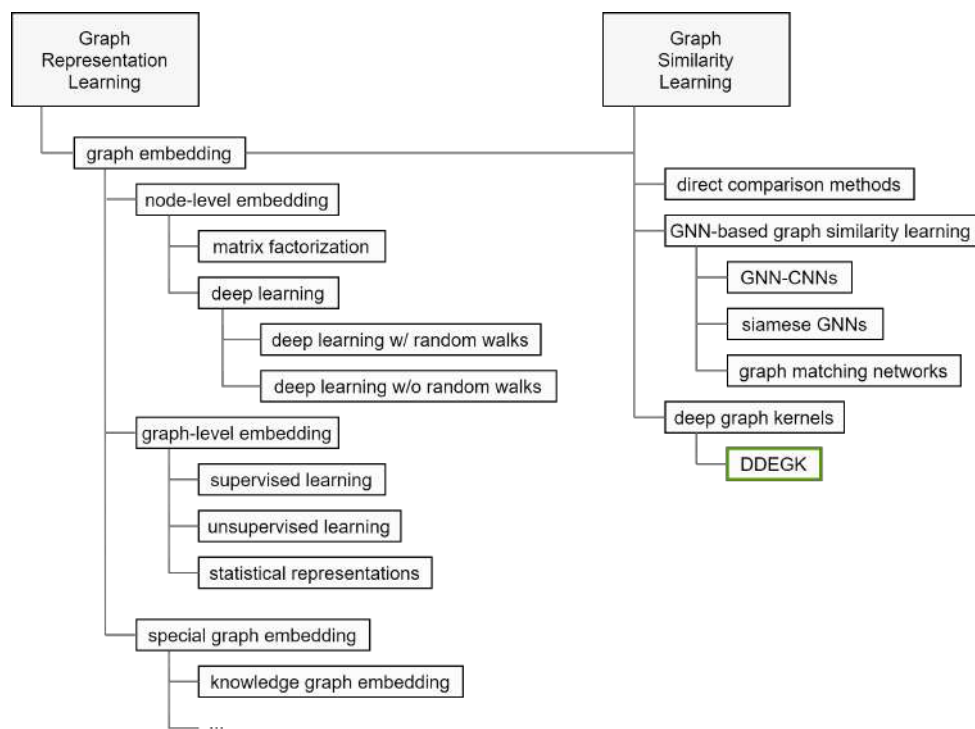 Graph
Representation
Learning
graph embedding
node-level embedding
matrix factorization
deep learning
deep learning w/ random walks
deep learning w/o random walks
graph-level embedding
supervised learning
unsupervised learning
statistical representations
special graph embedding
knowledge graph embedding
...
Graph
Similarity
Learning
direct comparison methods
GNN-based graph similarity learning
GNN-CNNs
siamese GNNs
graph matching networks
deep graph kernels
DDEGK